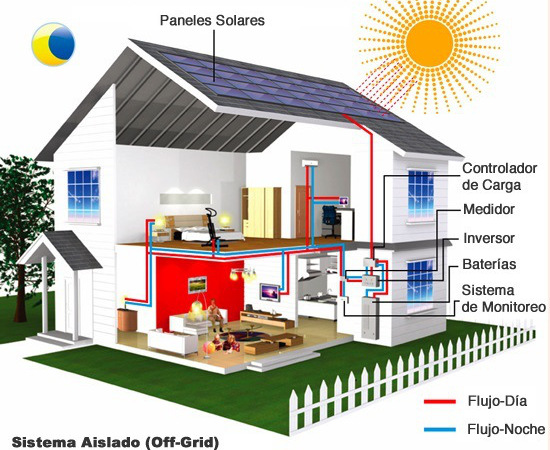 Paneles Solares
Controlador
de Carga
Medidor
Inversor
Baterías
Sistema
de Monitoreo
Flujo-Día
Flujo-Noche
Sistema Aislado (Off-Grid)